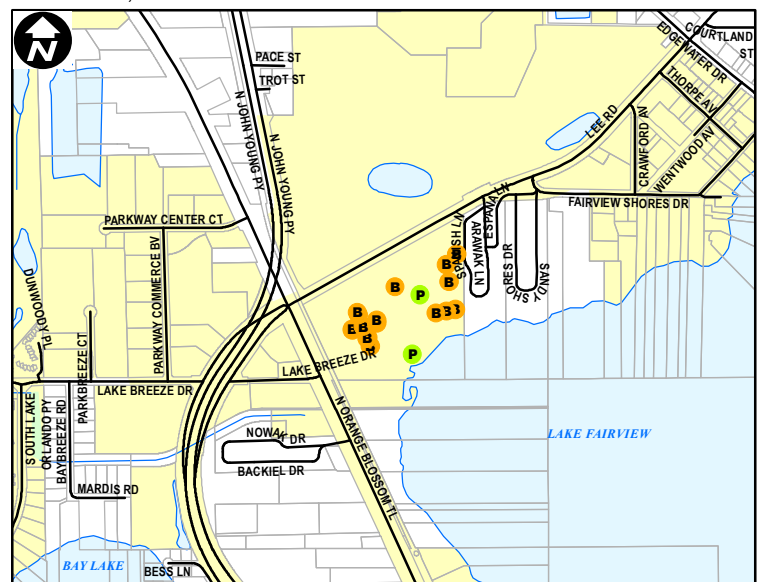 N
COURTLAND
ST
EDGEWATER DR
PACE ST
TROT ST
THORPE AV
N JOHN YOUNG PY
N JOHN YOUNG PY
LEE RD
CRAWFORD AV
WENTWOOD AV
FAIRVIEW SHORES DR
PARKWAY CENTER CT
ESPANA LN
SPANISH LN
ARAWAK LN
SANDY SHORES DR
PARKWAY COMMERCE BV
DUNWOODY PL
B
B
B
B
P
B
B
B
B
B
B
B
B
B
P
PARKBREEZE CT
LAKE BREEZE DR
LAKE BREEZE DR
SOUTH LAKE
ORLANDO PY
BAYBREEZE RD
N ORANGE BLOSSOM TL
NOWAK DR
BACKIEL DR
LAKE FAIRVIEW
MARDIS RD
BAY LAKE
BESS LN